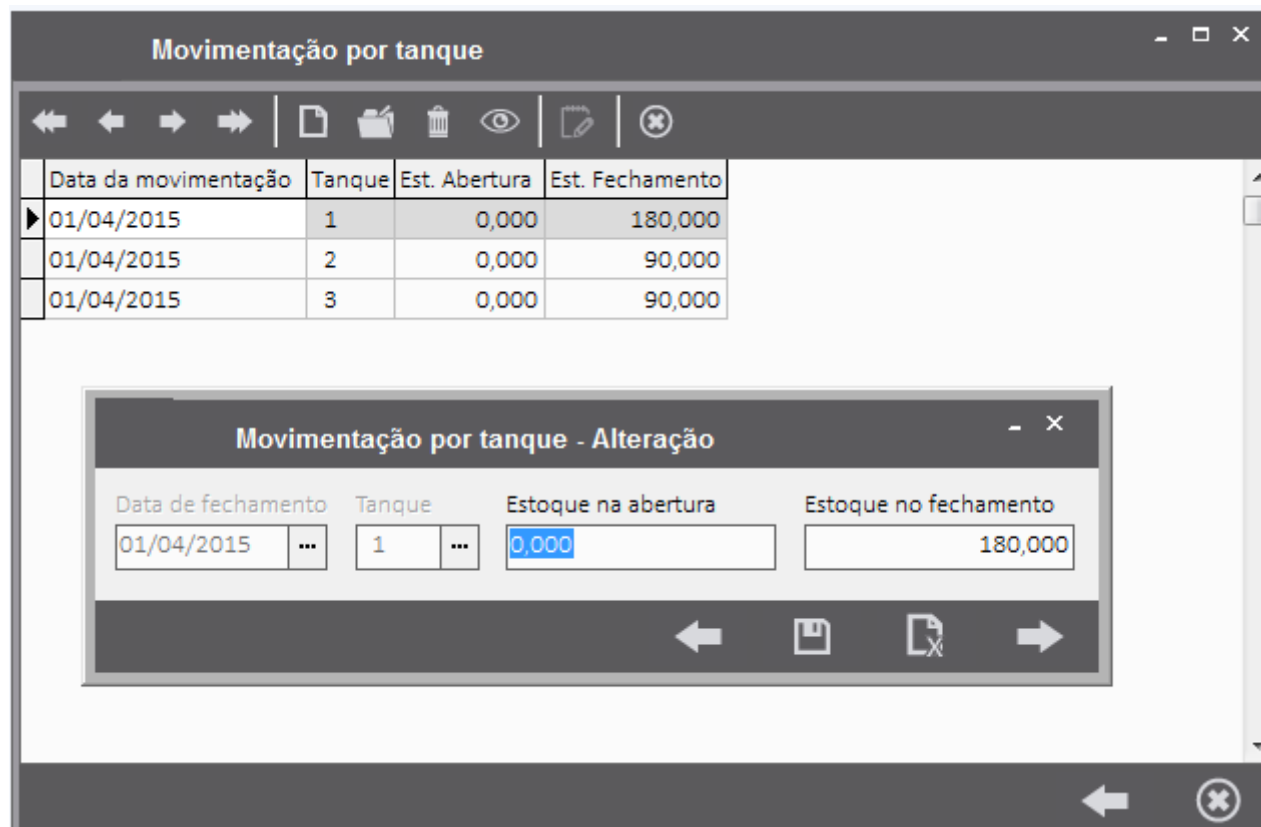 Movimentação por tanque
Data da movimentação Tanque Est. Abertura Est. Fechamento
01/04/2015 1 0,000 180,000
01/04/2015 2 0,000 90,000
01/04/2015 3 0,000 90,000
Movimentação por tanque - Alteração
Data de fechamento Tanque Estoque na abertura Estoque no fechamento
01/04/2015 ... 1 ... 0,000 180,000